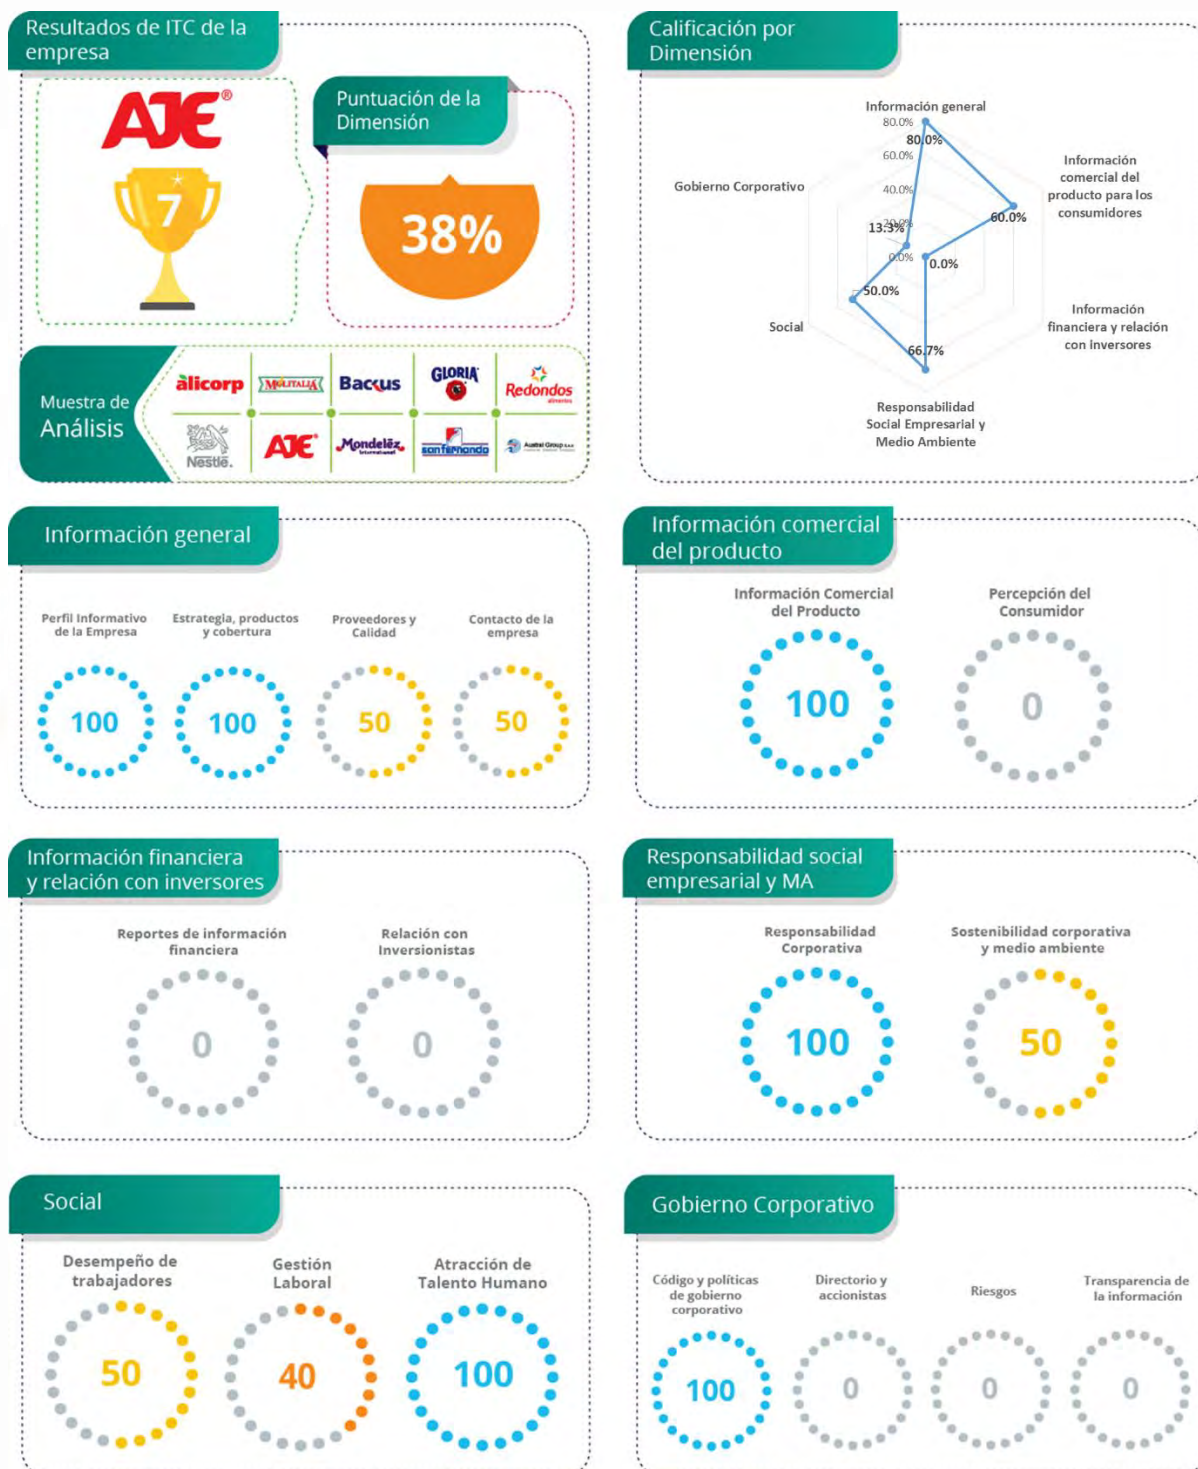 Resultados de ITC de la
empresa
AJE®
7
Puntuación de la
Dimensión
38%
Muestra de
Análisis
alicorp
MOLITALIA
Backus
GLORIA
Redondos
alimentos
Nestlé.
AJE®
Mondelēz
International
san fernando
Austral Group S.A.A
Calificación por
Dimensión
Información general
80.0%
80.0%
60.0%
40.0%
20.0%
0.0%
Información
comercial del
producto para los
consumidores
60.0%
0.0%
Información
financiera y relación
con inversores
66.7%
Responsabilidad
Social Empresarial y
Medio Ambiente
50.0%
Social
13.3%
Gobierno Corporativo
Información general
Perfil Informativo
de la Empresa
100
Estrategia, productos
y cobertura
100
Proveedores y
Calidad
50
Contacto de la
empresa
50
Información comercial
del producto
Información Comercial
del Producto
100
Percepción del
Consumidor
0
Información financiera
y relación con inversores
Reportes de información
financiera
0
Relación con
Inversionistas
0
Responsabilidad social
empresarial y MA
Responsabilidad
Corporativa
100
Sostenibilidad corporativa
y medio ambiente
50
Social
Desempeño de
trabajadores
50
Gestión
Laboral
40
Atracción de
Talento Humano
100
Gobierno Corporativo
Código y políticas
de gobierno
corporativo
100
Directorio y
accionistas
0
Riesgos
0
Transparencia de
la información
0